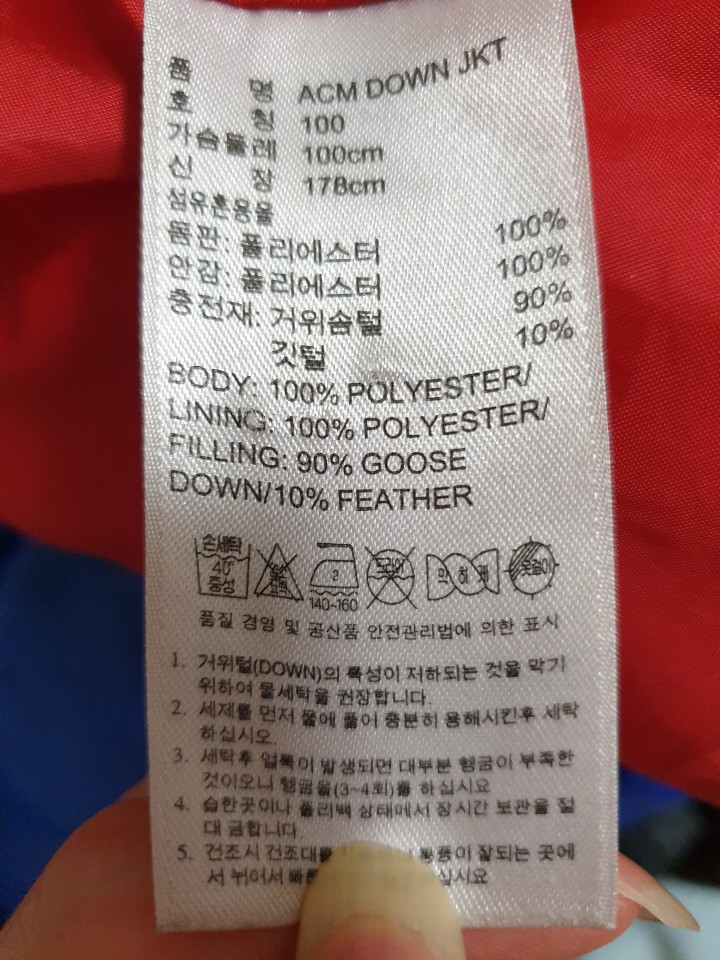 품 명 ACM DOWN JKT
호 칭 100
가슴둘레 100cm
신 장 178cm
섬유혼용율
몸판: 폴리에스터 100%
안감: 폴리에스터 100%
충전재: 거위솜털 90%
깃털 10%
BODY: 100% POLYESTER/
LINING: 100% POLYESTER/
FILLING: 90% GOOSE
DOWN/10% FEATHER
손세탁 40° 중성
2 140~160
드라이
약하게
옷걸이
품질 경영 및 공산품 안전관리법에 의한 표시
1. 거위털(DOWN)의 특성이 저하되는 것을 막기
위하여 물세탁을 권장합니다.
2. 세제를 먼저 물에 풀어 충분히 용해시킨후 세탁
하십시오.
3. 세탁후 얼룩이 발생되면 대부분 헹굼이 부족한
것이오니 헹굼을(3~4회)를 하십시요
4. 습한곳이나 폴리백 상태에서 장시간 보관을 절
대 금합니다.
5. 건조시 건조대를 통풍이 잘되는 곳에
서 뉘어서 십시요